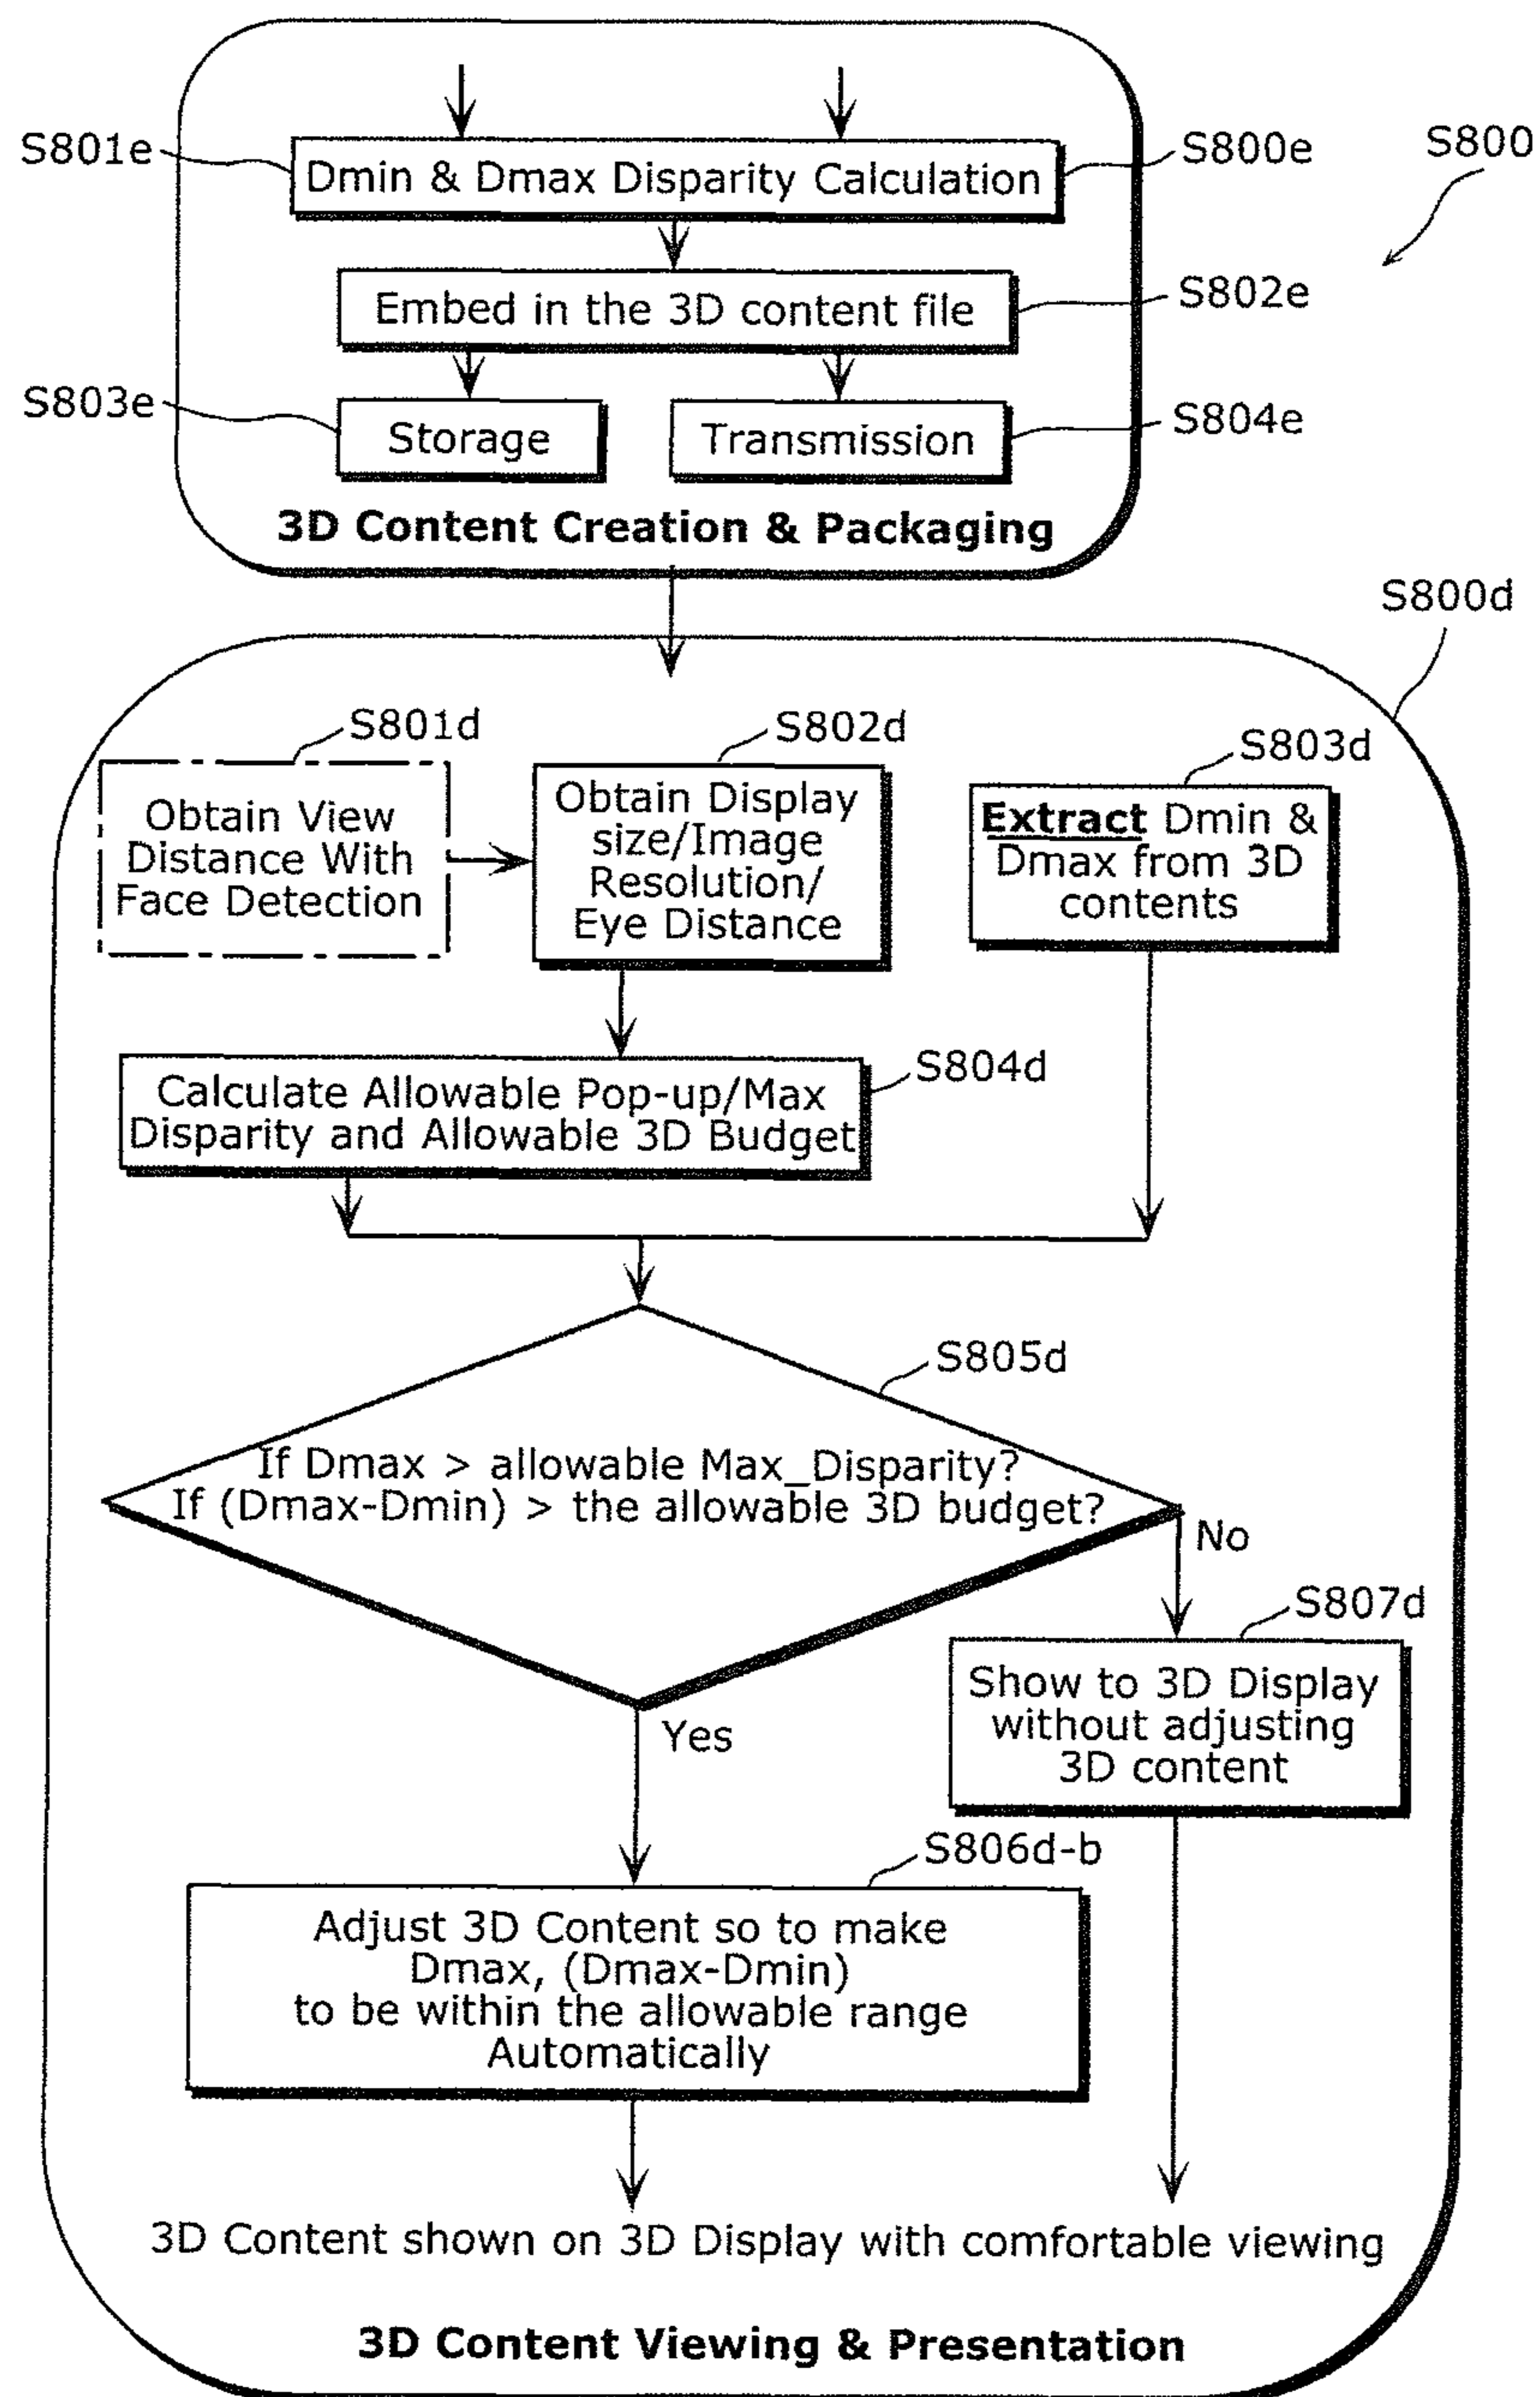 S801e
Dmin & Dmax Disparity Calculation
S800e
S800
Embed in the 3D content file
S802e
S803e
Storage
Transmission
S804e
3D Content Creation & Packaging
S800d
S801d
Obtain View
Distance With
Face Detection
S802d
Obtain Display
size/Image
Resolution/
Eye Distance
S803d
Extract Dmin &
Dmax from 3D
contents
S804d
Calculate Allowable Pop-up/Max
Disparity and Allowable 3D Budget
S805d
If Dmax > allowable Max_Disparity?
If (Dmax-Dmin) > the allowable 3D budget?
No
Yes
S807d
Show to 3D Display
without adjusting
3D content
S806d-b
Adjust 3D Content so to make
Dmax, (Dmax-Dmin)
to be within the allowable range
Automatically
3D Content shown on 3D Display with comfortable viewing
3D Content Viewing & Presentation